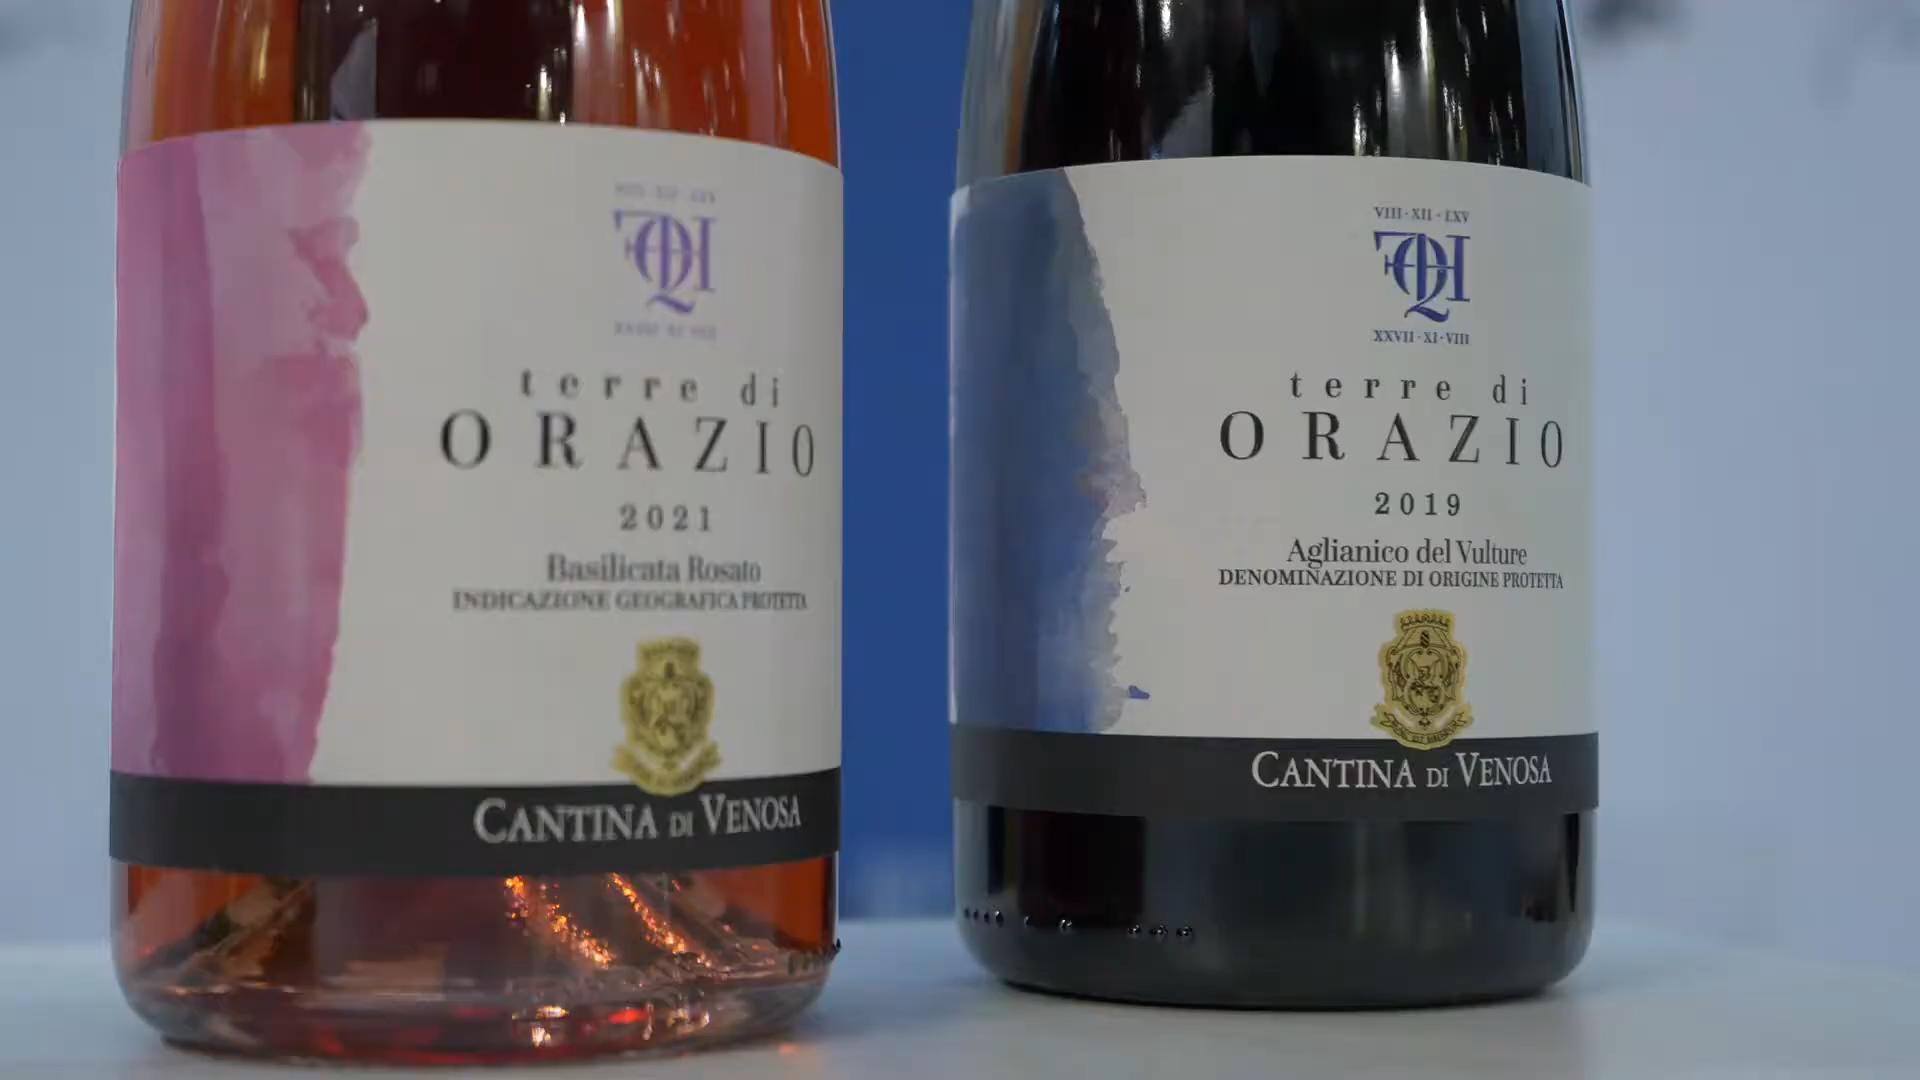 terre di
ORAZIO
2021
Basilicata Rosato
INDICAZIONE GEOGRAFICA PROTETTA
CANTINA DI VENOSA
VIII · XII · LXV
QHF
XXVII · XI · VIII
terre di
ORAZIO
2019
Aglianico del Vulture
DENOMINAZIONE DI ORIGINE PROTETTA
CANTINA DI VENOSA